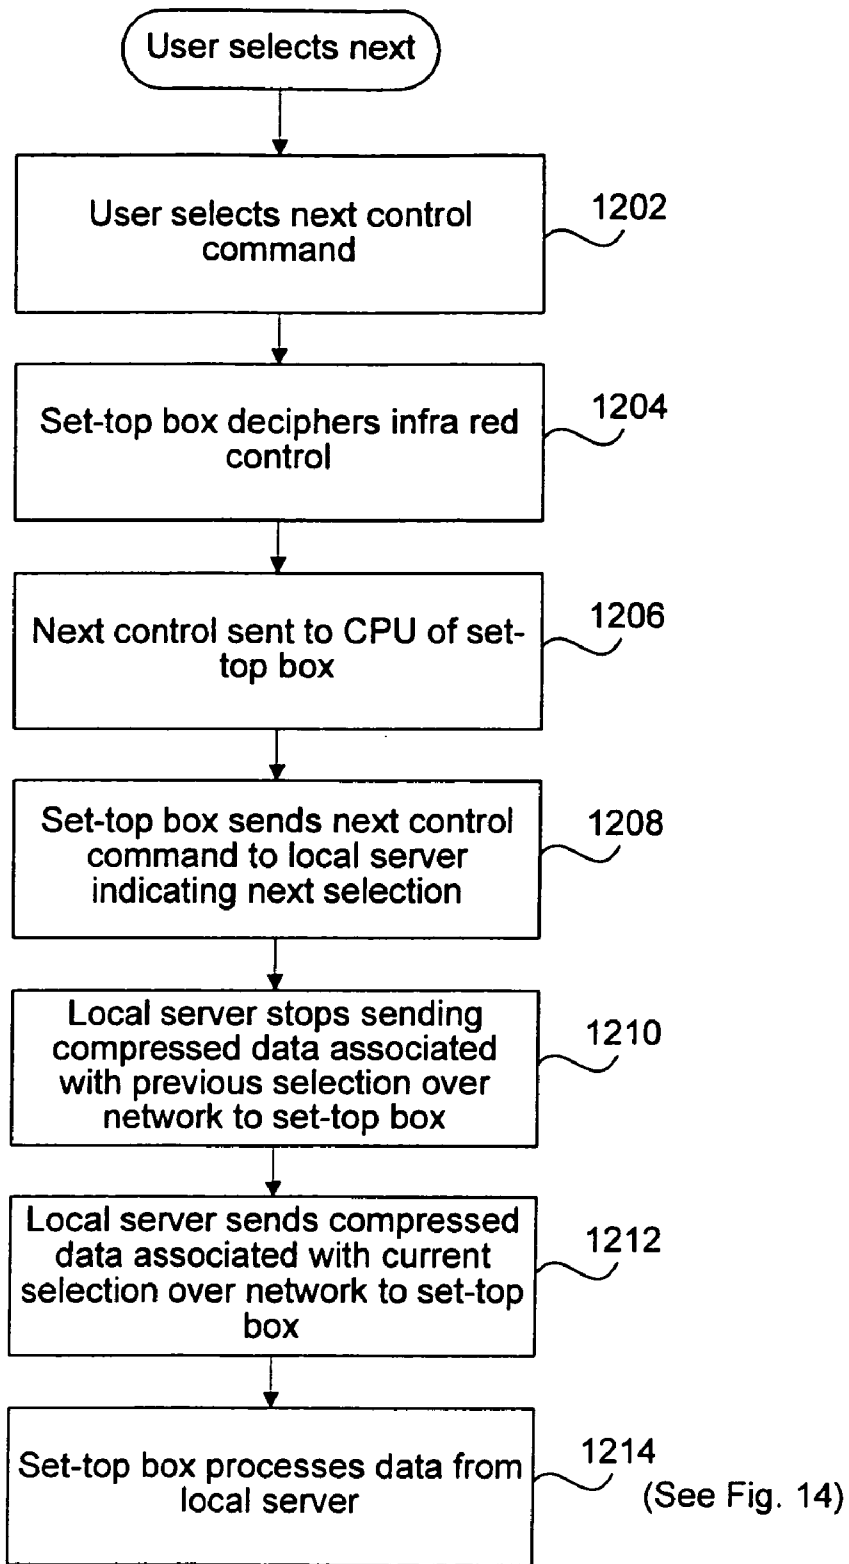 User selects next
User selects next control
command
1202
Set-top box deciphers infra red
control
1204
Next control sent to CPU of set-
top box
1206
Set-top box sends next control
command to local server
indicating next selection
1208
Local server stops sending
compressed data associated
with previous selection over
network to set-top box
1210
Local server sends compressed
data associated with current
selection over network to set-top
box
1212
Set-top box processes data from
local server
1214
(See Fig. 14)